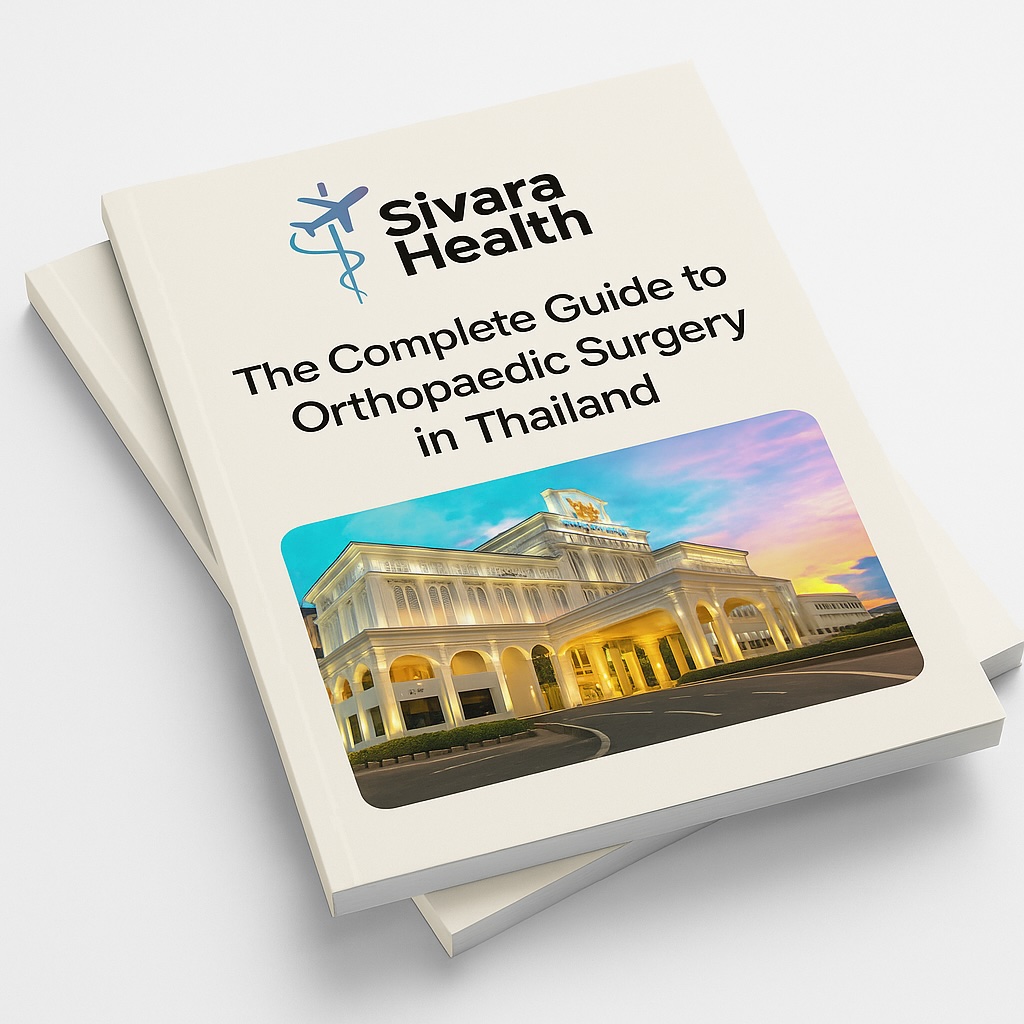 Sivara
Health
The Complete Guide to
Orthopaedic Surgery
in Thailand